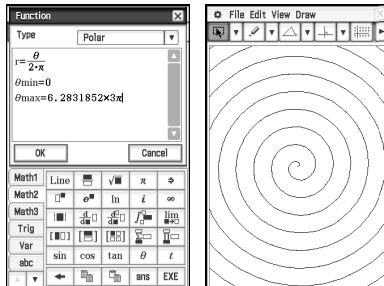 Function
Type Polar
r=θ/2·π
θmin=0
θmax=6.2831852×3π
OK Cancel
Math1 Line √■ π ⇒
Math2 □■ e■ ln i ∞
Math3 |■| d/d□ d□/d□ ∫□ lim
Trig [■□] [■] Σ□ Π□
Var sin cos tan θ t
abc ← ans EXE
File Edit View Draw